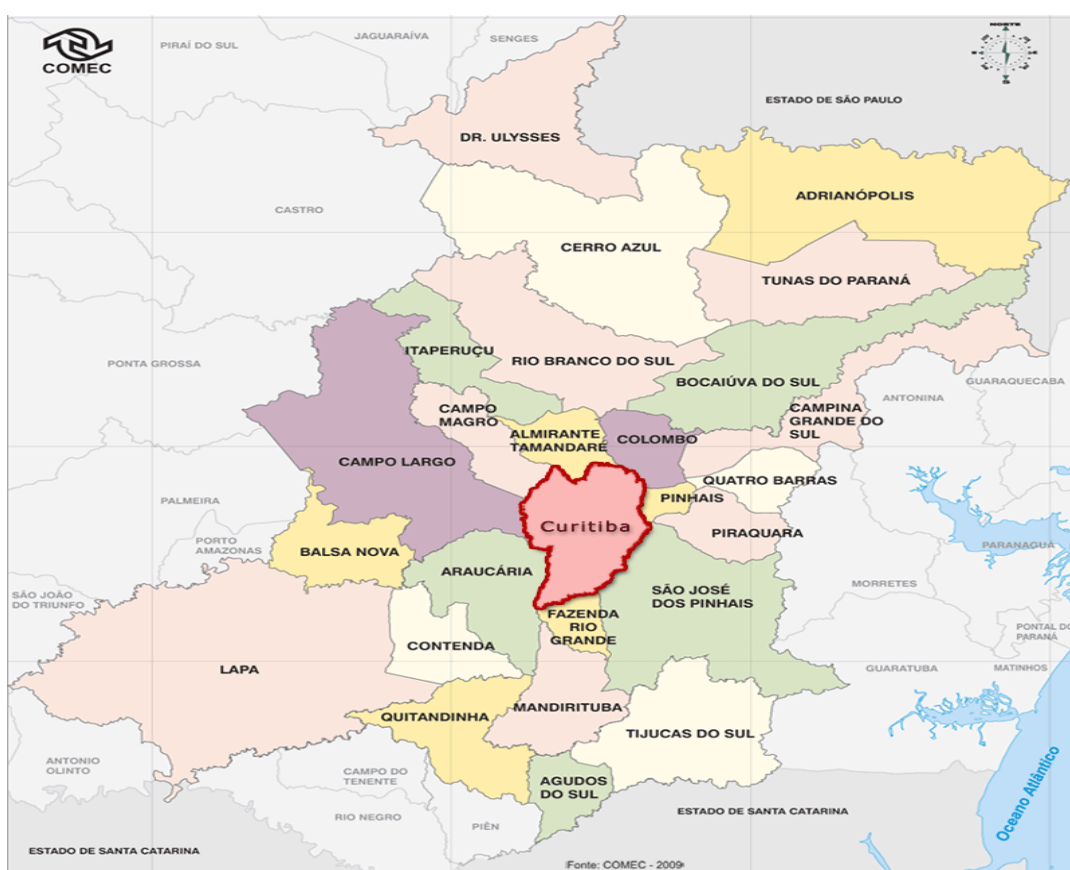 NORTE
S
COMEC
PIRAÍ DO SUL
JAGUARAÍVA
SENGES
ESTADO DE SÃO PAULO
DR. ULYSSES
ADRIANÓPOLIS
CASTRO
CERRO AZUL
TUNAS DO PARANÁ
ITAPERUÇU
PONTA GROSSA
RIO BRANCO DO SUL
BOCAIÚVA DO SUL
GUARAQUECABA
ANTONINA
CAMPO
MAGRO
CAMPINA
GRANDE DO
SUL
ALMIRANTE
TAMANDARÉ
COLOMBO
CAMPO LARGO
QUATRO BARRAS
PINHAIS
PALMEIRA
Curitiba
PIRAQUARA
PORTO
AMAZONAS
BALSA NOVA
PARANAGUÁ
ARAUCÁRIA
MORRETES
SÃO JOSÉ
DOS PINHAIS
SÃO JOÃO
DO TRIUNFO
FAZENDA
RIO
GRANDE
PONTAL DO
PARANÁ
CONTENDA
LAPA
GUARATUBA
MATINHOS
MANDIRITUBA
QUITANDINHA
TIJUCAS DO SUL
ANTONIO
OLINTO
CAMPO DO
TENENTE
AGUDOS
DO SUL
Oceano Atlântico
RIO NEGRO
PIÊN
ESTADO DE SANTA CATARINA
ESTADO DE SANTA CATARINA
Fonte: COMEC - 2009